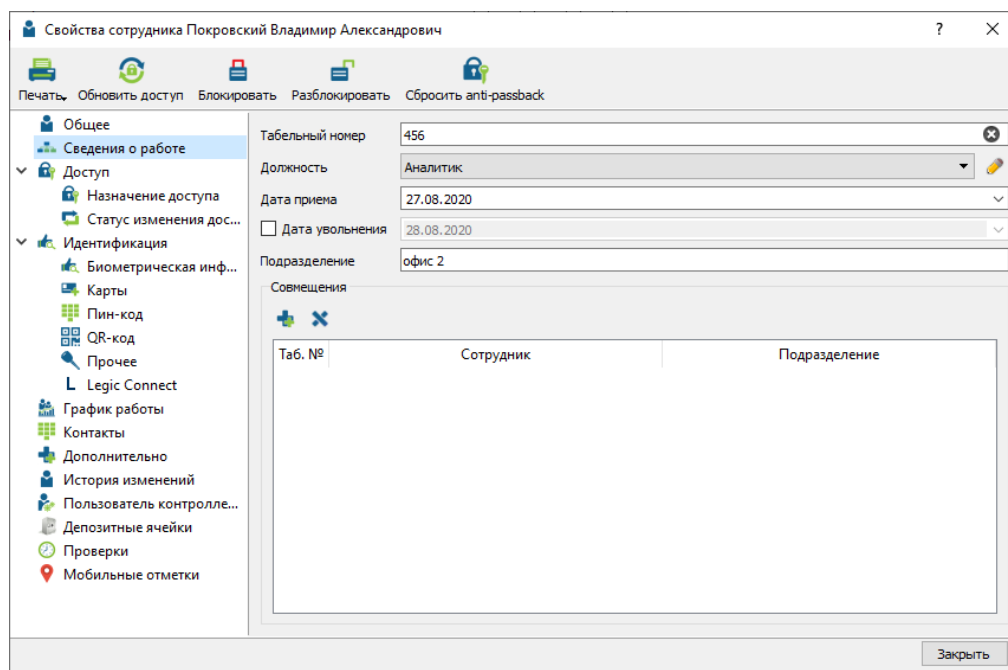 Свойства сотрудника Покровский Владимир Александрович
?
Печать Обновить доступ Блокировать Разблокировать Сбросить anti-passback
Общее
Сведения о работе
Доступ
Назначение доступа
Статус изменения дос...
Идентификация
Биометрическая инф...
Карты
Пин-код
QR-код
Прочее
L Legic Connect
График работы
Контакты
Дополнительно
История изменений
Пользователь контролле...
Депозитные ячейки
Проверки
Мобильные отметки
Табельный номер 456
Должность Аналитик
Дата приема 27.08.2020
Дата увольнения 28.08.2020
Подразделение офис 2
Совмещения
Таб. № Сотрудник Подразделение
Закрыть